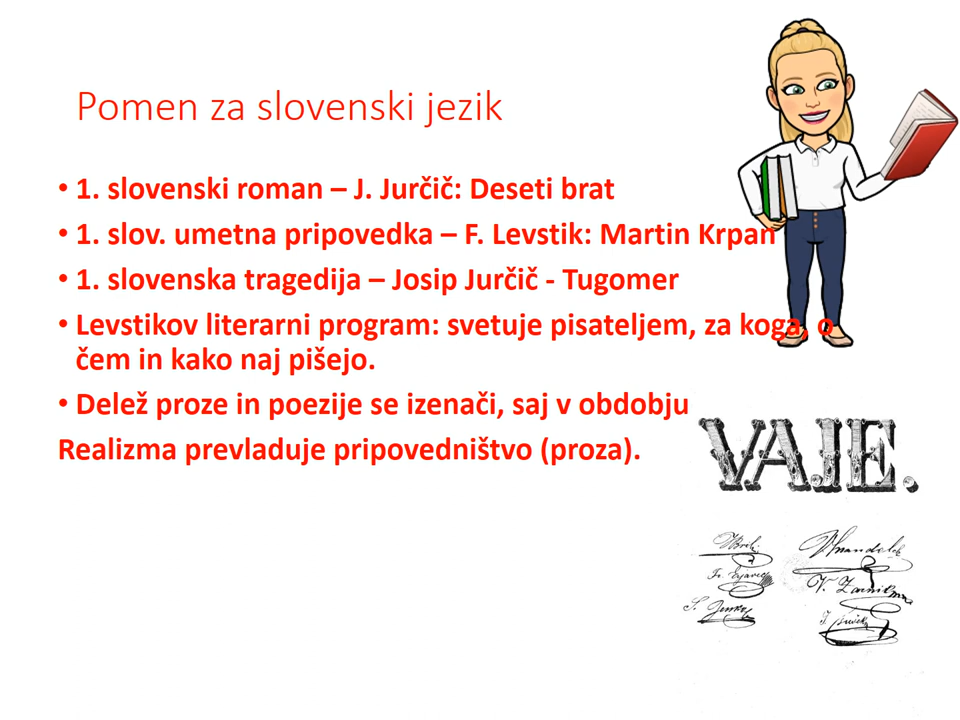 Pomen za slovenski jezik
• 1. slovenski roman – J. Jurčič: Deseti brat
• 1. slov. umetna pripovedka – F. Levstik: Martin Krpan
• 1. slovenska tragedija – Josip Jurčič - Tugomer
• Levstikov literarni program: svetuje pisateljem, za koga, o
čem in kako naj pišejo.
• Delež proze in poezije se izenači, saj v obdobju
Realizma prevladuje pripovedništvo (proza).
VAJE.
S. Jenko